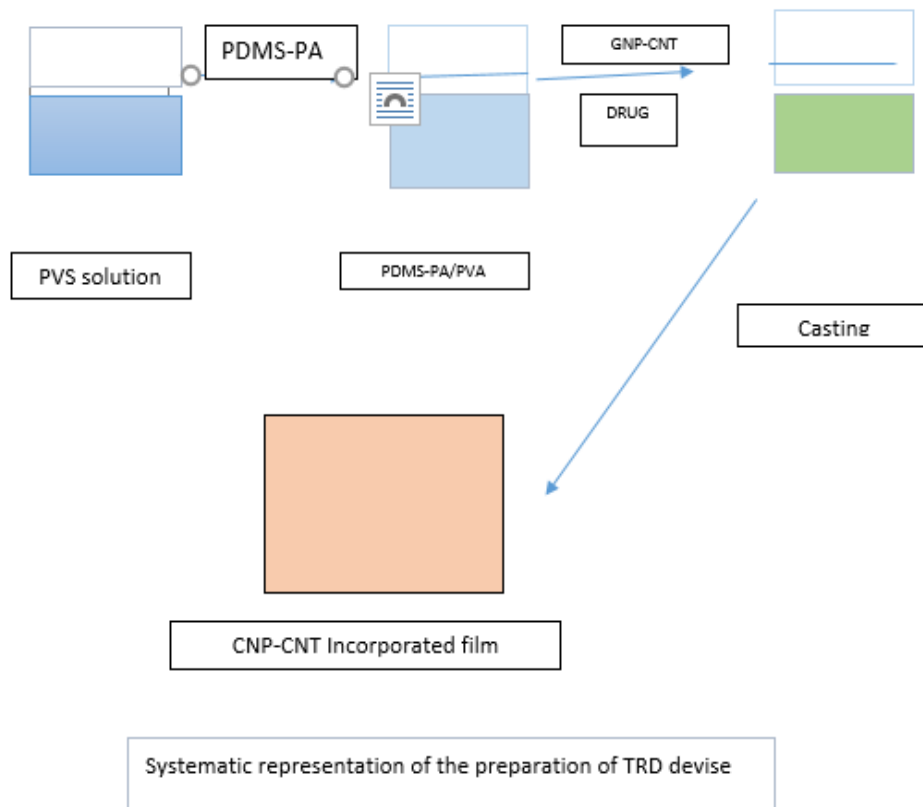 PDMS-PA
GNP-CNT
DRUG
PVS solution
PDMS-PA/PVA
Casting
CNP-CNT Incorporated film
Systematic representation of the preparation of TRD devise